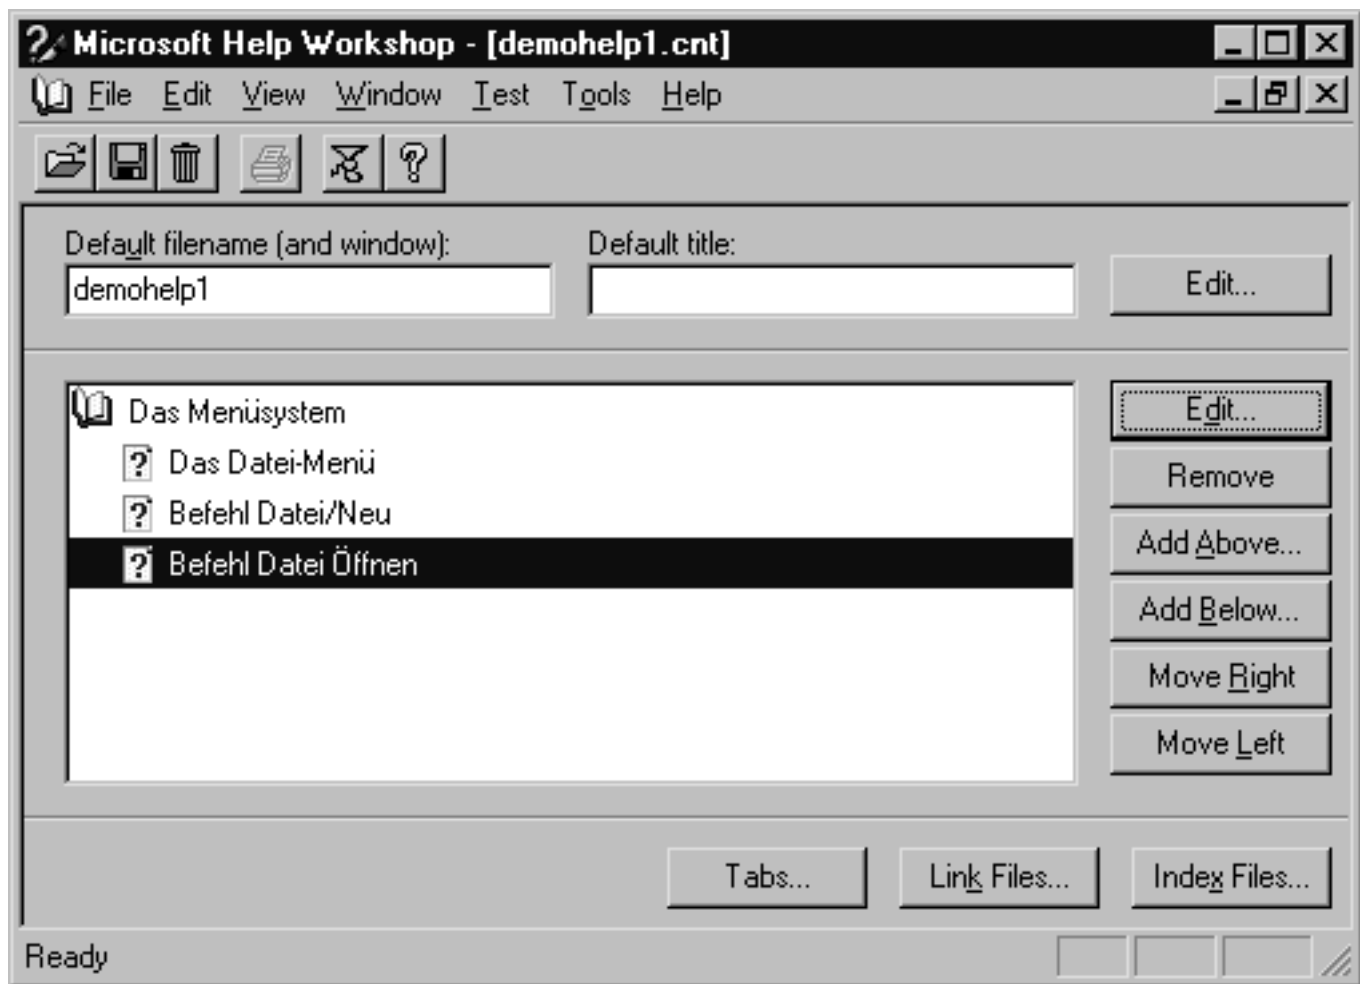 Microsoft Help Workshop - [demohelp1.cnt]
File Edit View Window Test Tools Help
Default filename (and window): Default title:
demohelp1
Edit...
Das Menüsystem
Das Datei-Menü
Befehl Datei/Neu
Befehl Datei Öffnen
Edit...
Remove
Add Above...
Add Below...
Move Right
Move Left
Tabs... Link Files... Index Files...
Ready